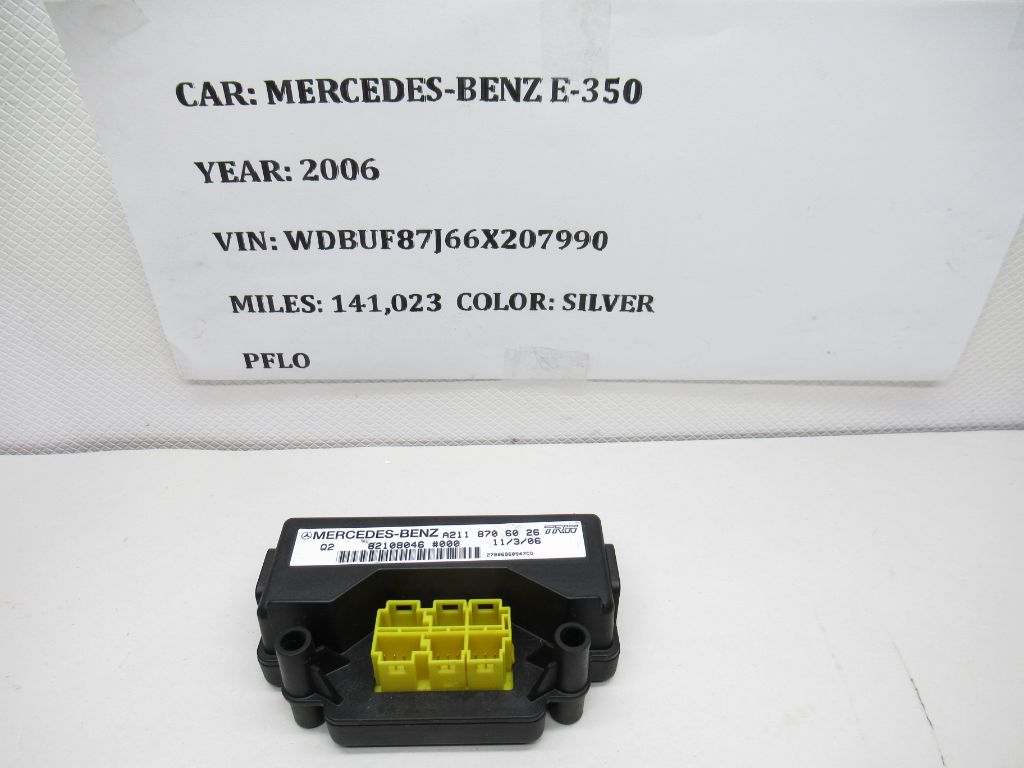 CAR: MERCEDES-BENZ E-350
YEAR: 2006
VIN: WDBUF87J66X207990
MILES: 141,023 COLOR: SILVER
PFLO
MERCEDES-BENZ A211 870 60 26 TRW
Q2 82108046 #000 11/3/06